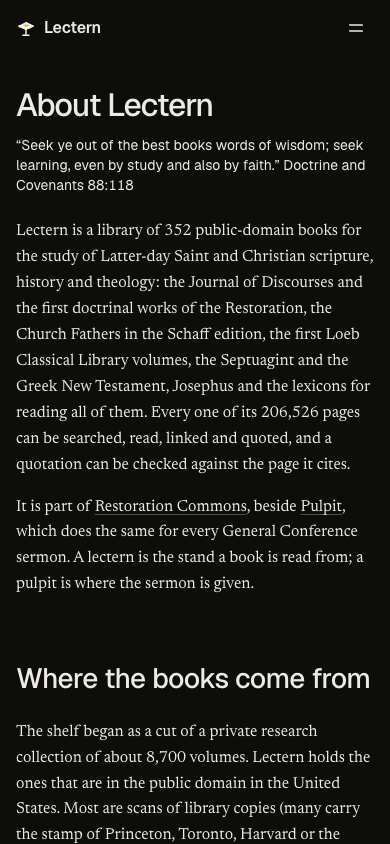 Lectern
About Lectern
“Seek ye out of the best books words of wisdom; seek
learning, even by study and also by faith.” Doctrine and
Covenants 88:118
Lectern is a library of 352 public-domain books for
the study of Latter-day Saint and Christian scripture,
history and theology: the Journal of Discourses and
the first doctrinal works of the Restoration, the
Church Fathers in the Schaff edition, the first Loeb
Classical Library volumes, the Septuagint and the
Greek New Testament, Josephus and the lexicons for
reading all of them. Every one of its 206,526 pages
can be searched, read, linked and quoted, and a
quotation can be checked against the page it cites.
It is part of Restoration Commons, beside Pulpit,
which does the same for every General Conference
sermon. A lectern is the stand a book is read from; a
pulpit is where the sermon is given.
Where the books come from
The shelf began as a cut of a private research
collection of about 8,700 volumes. Lectern holds the
ones that are in the public domain in the United
States. Most are scans of library copies (many carry
the stamp of Princeton, Toronto, Harvard or the